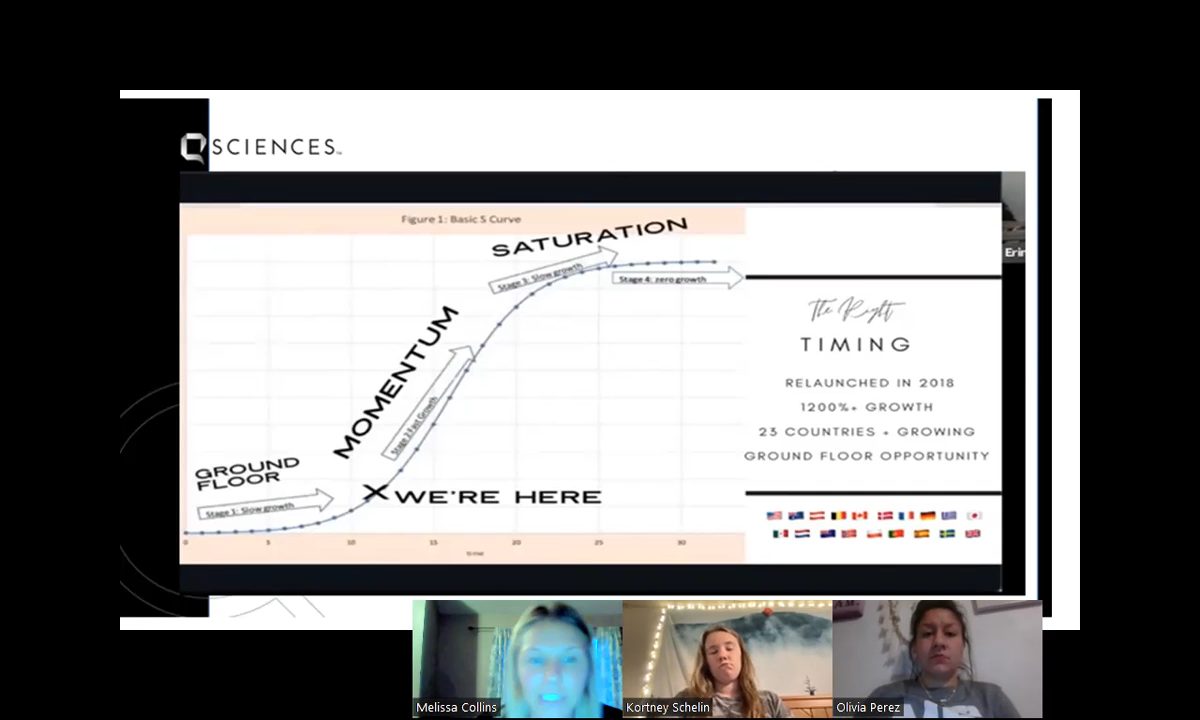 QSCIENCES™
Figure 1: Basic S Curve
SATURATION
Stage 3: Slow growth
Stage 4: zero growth
MOMENTUM
Stage 2 Fast Growth
GROUND
FLOOR
Stage 1: Slow growth
X WE'RE HERE
0 5 10 15 20 25 30
time
The Right
TIMING
RELAUNCHED IN 2018
1200%+ GROWTH
23 COUNTRIES + GROWING
GROUND FLOOR OPPORTUNITY
Melissa Collins
Kortney Schelin
Olivia Perez